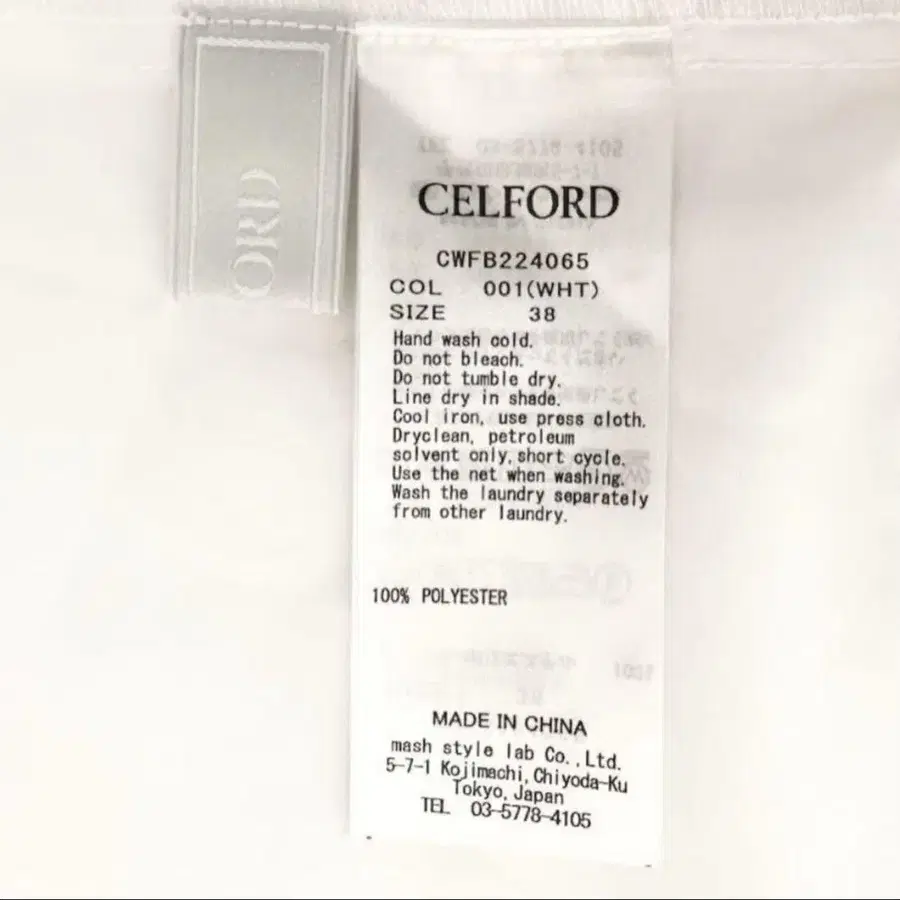 ORD
CELFORD
CWFB224065
COL 001(WHT)
SIZE 38
Hand wash cold.
Do not bleach.
Do not tumble dry.
Line dry in shade.
Cool iron, use press cloth.
Dryclean, petroleum
solvent only,short cycle.
Use the net when washing.
Wash the laundry separately
from other laundry.
100% POLYESTER
MADE IN CHINA
mash style lab Co.,Ltd.
5-7-1 Kojimachi,Chiyoda-Ku
Tokyo,Japan
TEL 03-5778-4105